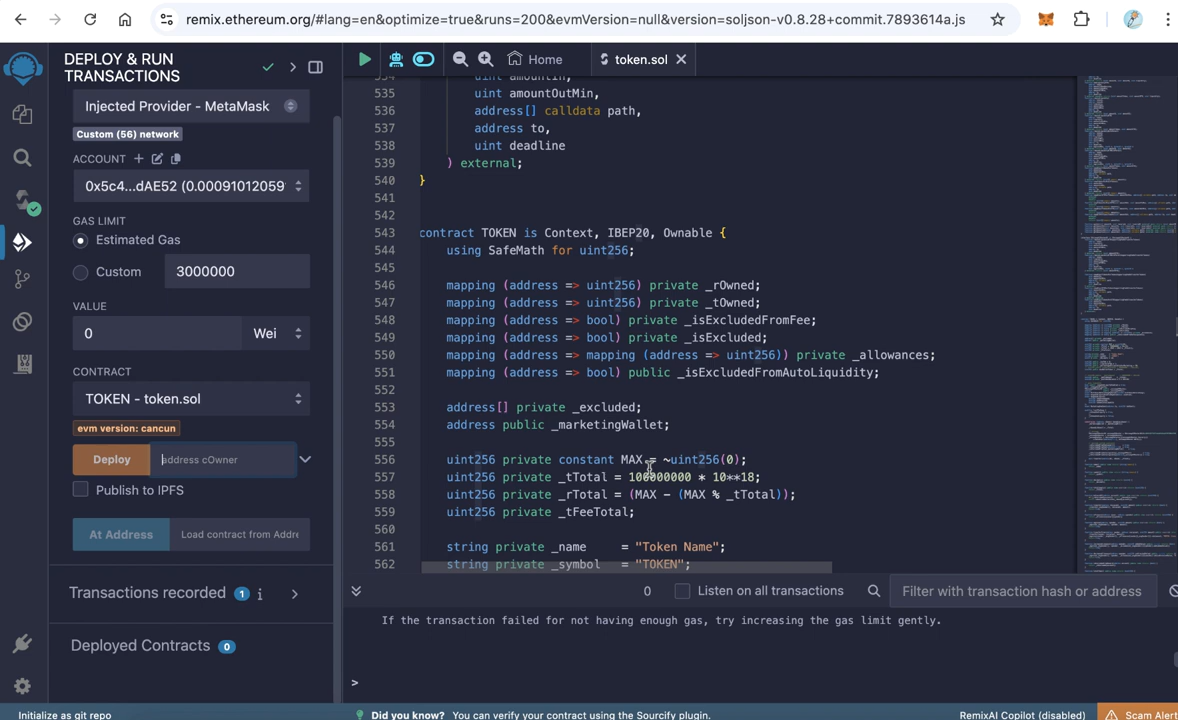 remix.ethereum.org/#lang=en&optimize=true&runs=200&evmVersion=null&version=soljson-v0.8.28+commit.7893614a.js
DEPLOY & RUN
TRANSACTIONS
Injected Provider - MetaMask
Custom (56) network
ACCOUNT
0x5c4...dAE52 (0.00091012059
GAS LIMIT
Estimated Gas
Custom
3000000
VALUE
0
Wei
CONTRACT
TOKEN - token.sol
evm version: cancun
Deploy
address cOwner
Publish to IPFS
At Address
Load contract from Addre
Transactions recorded 1 i
Deployed Contracts 0
Home
token.sol
534 uint amountIn,
535 uint amountOutMin,
536 address[] calldata path,
537 address to,
538 uint deadline
539 ) external;
540 }
541
542
543 contract TOKEN is Context, IBEP20, Ownable {
544 using SafeMath for uint256;
545
546 mapping (address => uint256) private _rOwned;
547 mapping (address => uint256) private _tOwned;
548 mapping (address => bool) private _isExcludedFromFee;
549 mapping (address => bool) private _isExcluded;
550 mapping (address => mapping (address => uint256)) private _allowances;
551 mapping (address => bool) public _isExcludedFromAutoLiquidity;
552
553 address[] private _excluded;
554 address public _marketingWallet;
555
556 uint256 private constant MAX = ~uint256(0);
557 uint256 private _tTotal = 100000000 * 10**18;
558 uint256 private _rTotal = (MAX - (MAX % _tTotal));
559 uint256 private _tFeeTotal;
560
561 string private _name = "Token Name";
562 string private _symbol = "TOKEN";
0
Listen on all transactions
Filter with transaction hash or address
If the transaction failed for not having enough gas, try increasing the gas limit gently.
>
Initialize as git repo
Did you know? You can verify your contract using the Sourcify plugin.
RemixAI Copilot (disabled)
Scam Alert